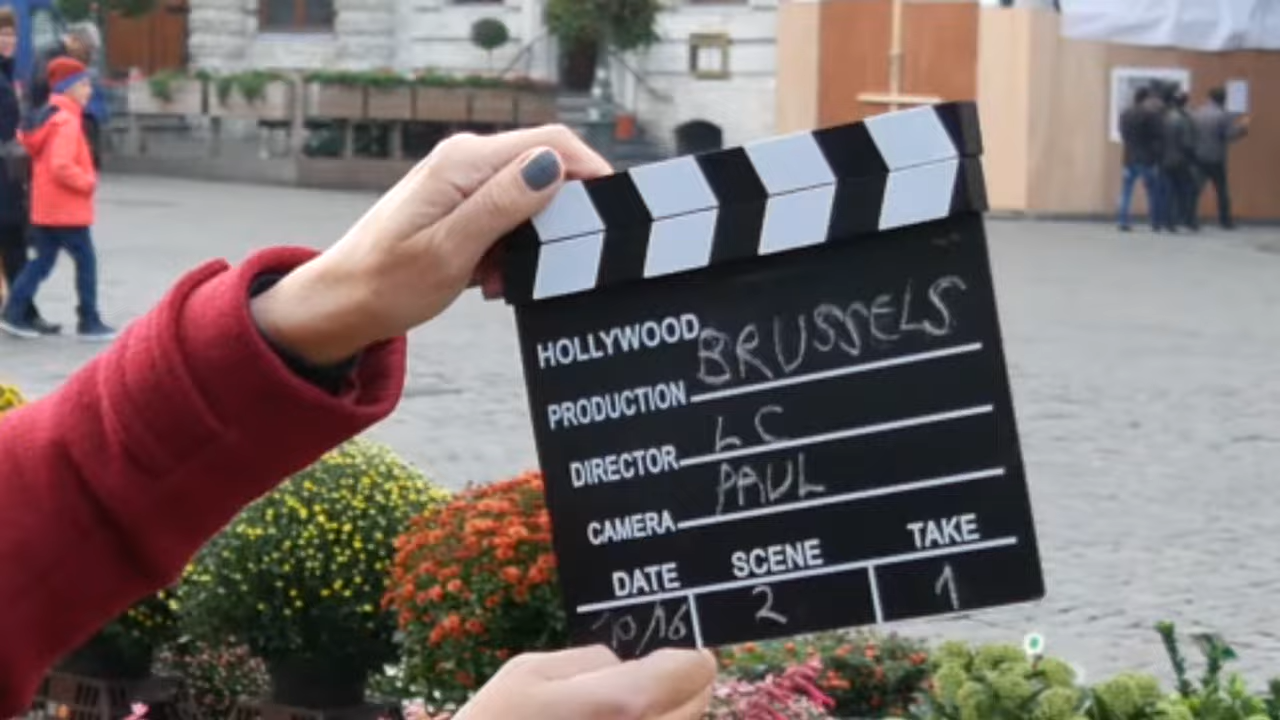 HOLLYWOOD BRUSSELS
PRODUCTION
DIRECTOR LC
CAMERA PAUL
DATE SCENE TAKE
10/16 2 1